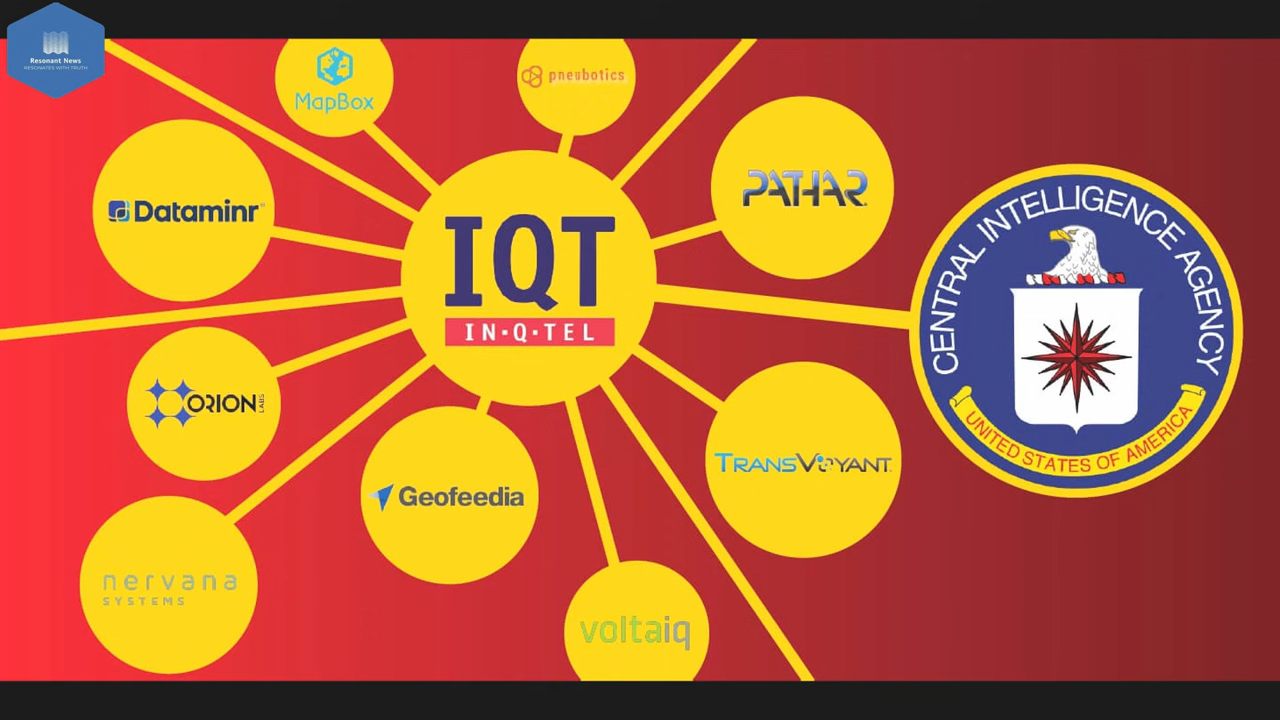 Resonant News
RESONATES WITH TRUTH
MapBox
pneubotics
PATHAR
Dataminr
IQT
IN·Q·TEL
CENTRAL INTELLIGENCE AGENCY
UNITED STATES OF AMERICA
ORION LABS
TRANSVOYANT
Geofeedia
nervana
SYSTEMS
voltaiq